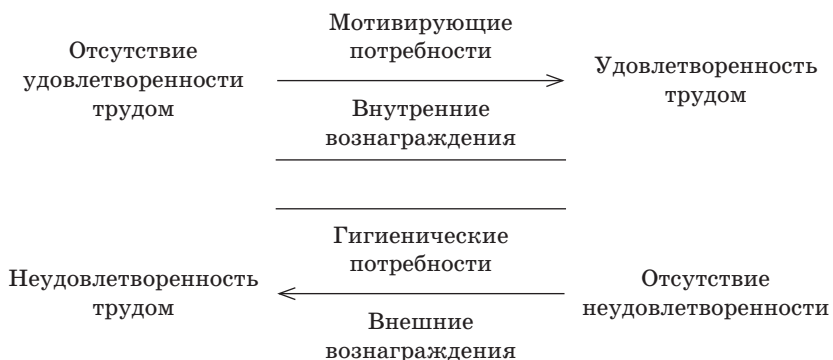 Отсутствие
удовлетворенности
трудом
Мотивирующие
потребности
Внутренние
вознаграждения
Удовлетворенность
трудом
Неудовлетворенность
трудом
Гигиенические
потребности
Внешние
вознаграждения
Отсутствие
неудовлетворенности